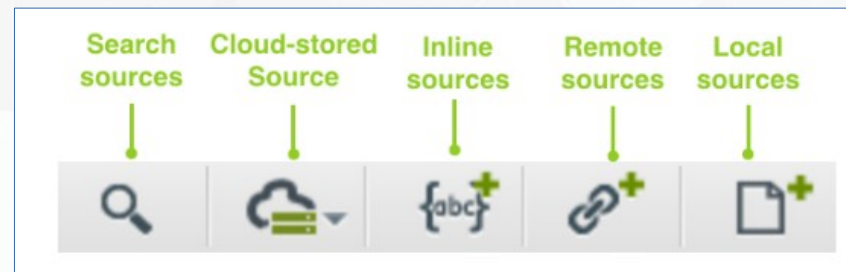 Search sources
Cloud-stored Source
Inline sources
Remote sources
Local sources
{abc}